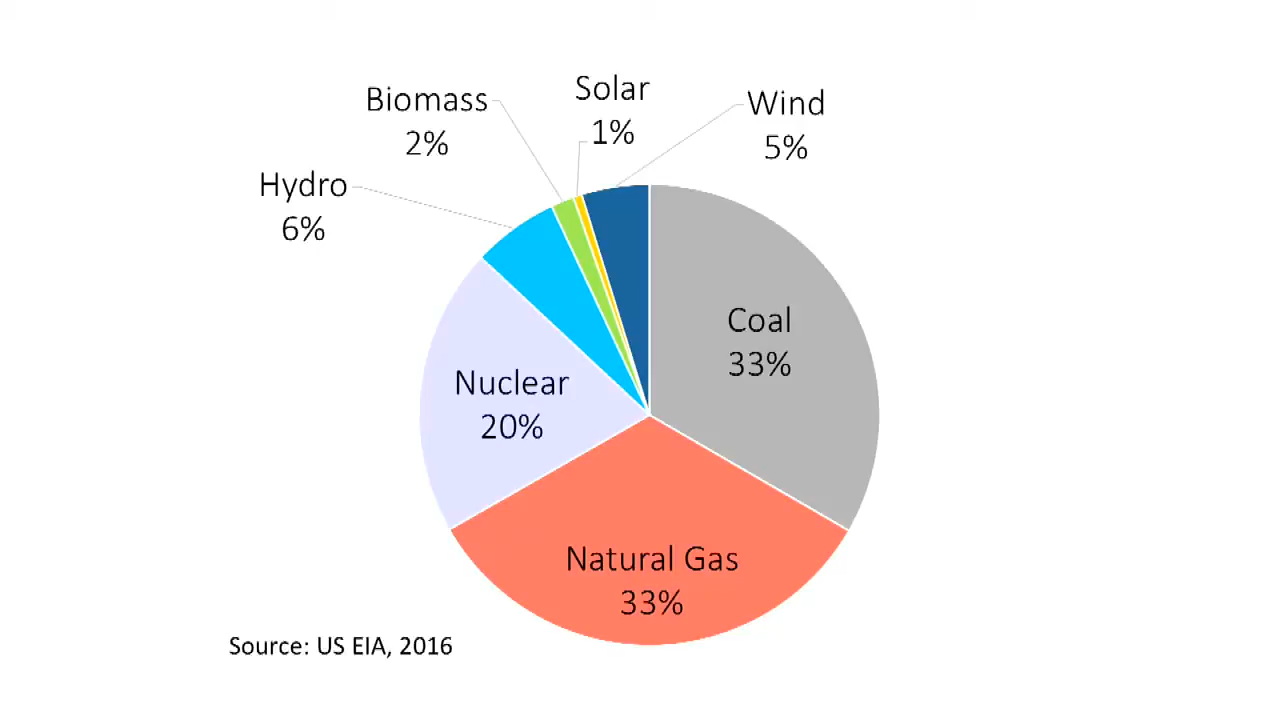 Solar
1%
Biomass
2%
Wind
5%
Hydro
6%
Coal
33%
Nuclear
20%
Natural Gas
33%
Source: US EIA, 2016